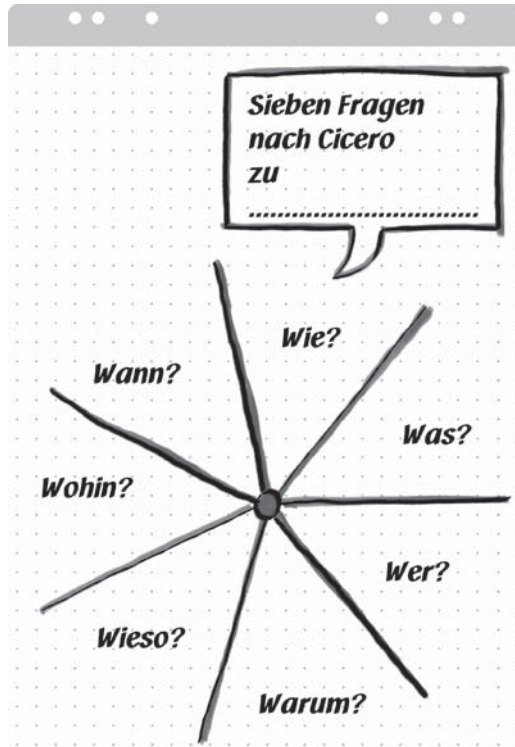 Sieben Fragen
nach Cicero
zu
................................
Wie?
Was?
Wer?
Warum?
Wieso?
Wohin?
Wann?